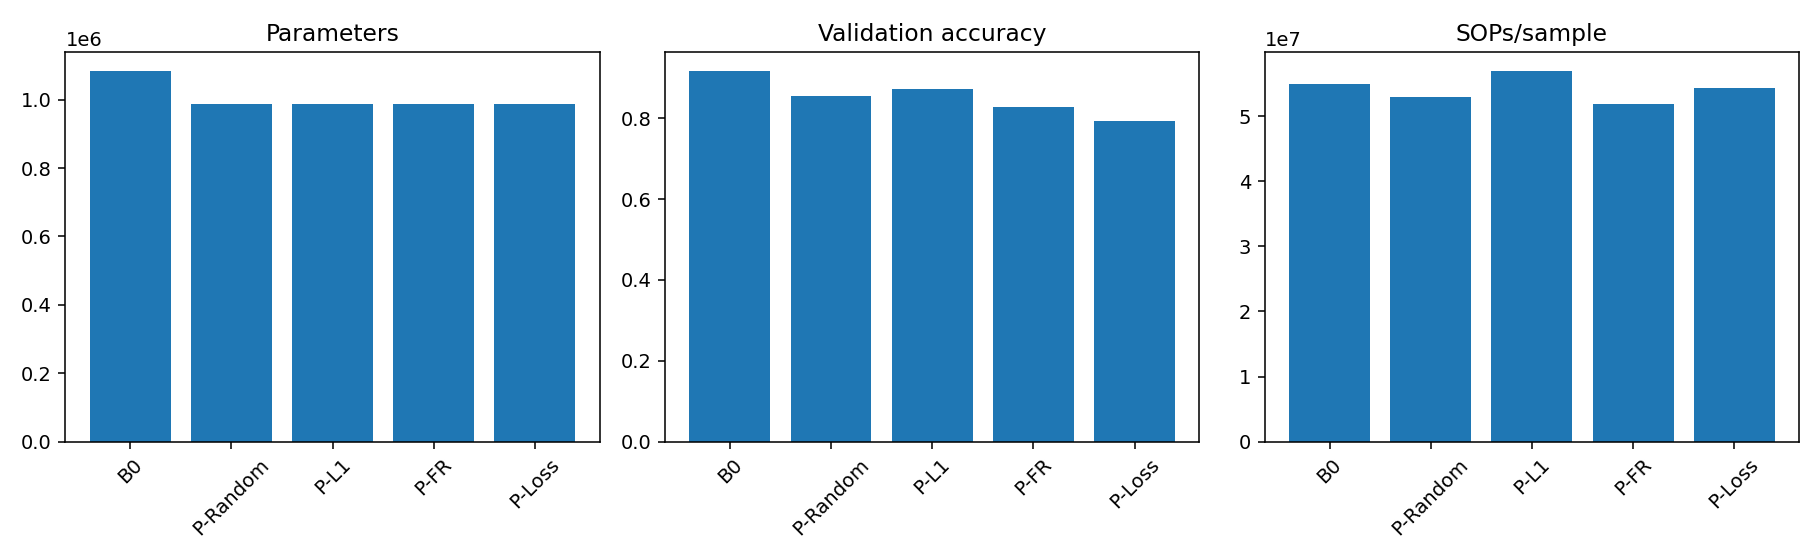 Parameters
1e6
1.0
0.8
0.6
0.4
0.2
0.0
B0
P-Random
P-L1
P-FR
P-Loss
Validation accuracy
0.8
0.6
0.4
0.2
0.0
B0
P-Random
P-L1
P-FR
P-Loss
SOPs/sample
1e7
5
4
3
2
1
0
B0
P-Random
P-L1
P-FR
P-Loss